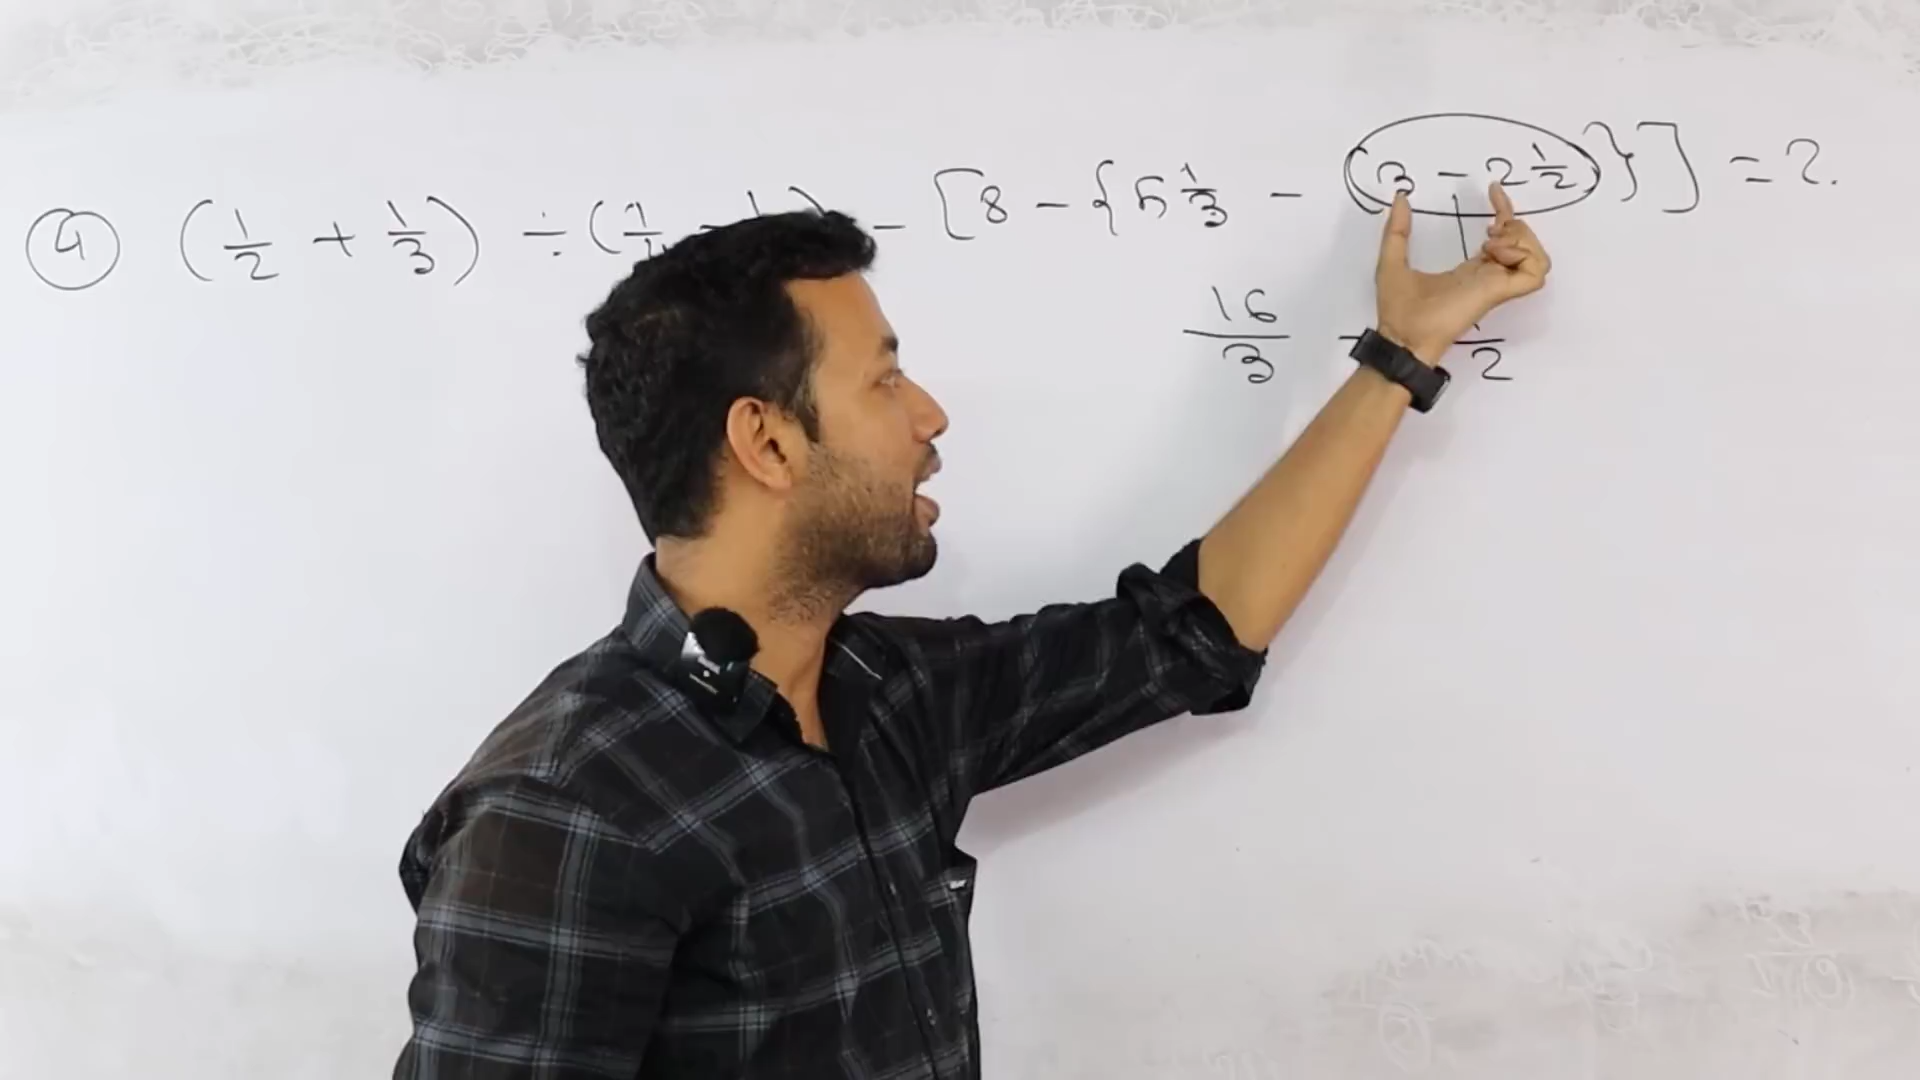 ④ (1/2 + 1/3) ÷ (1/4 - 1 ) - [8 - {5 1/3 - (3 - 2 1/2)}] = ?
16/3 - 1/2